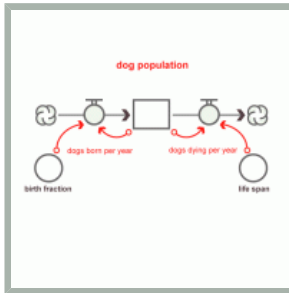 dog population
dogs born per year
dogs dying per year
birth fraction
life span